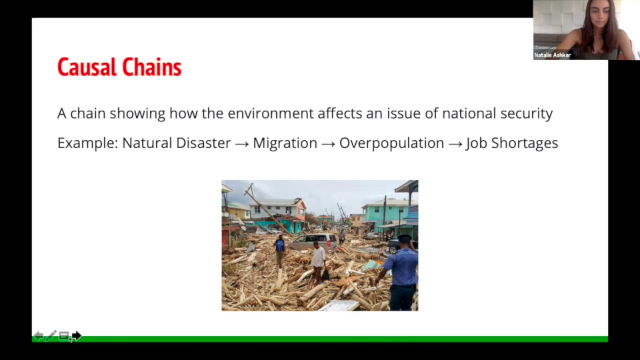 Causal Chains
A chain showing how the environment affects an issue of national security
Example: Natural Disaster → Migration → Overpopulation → Job Shortages
Natalie Ashkar